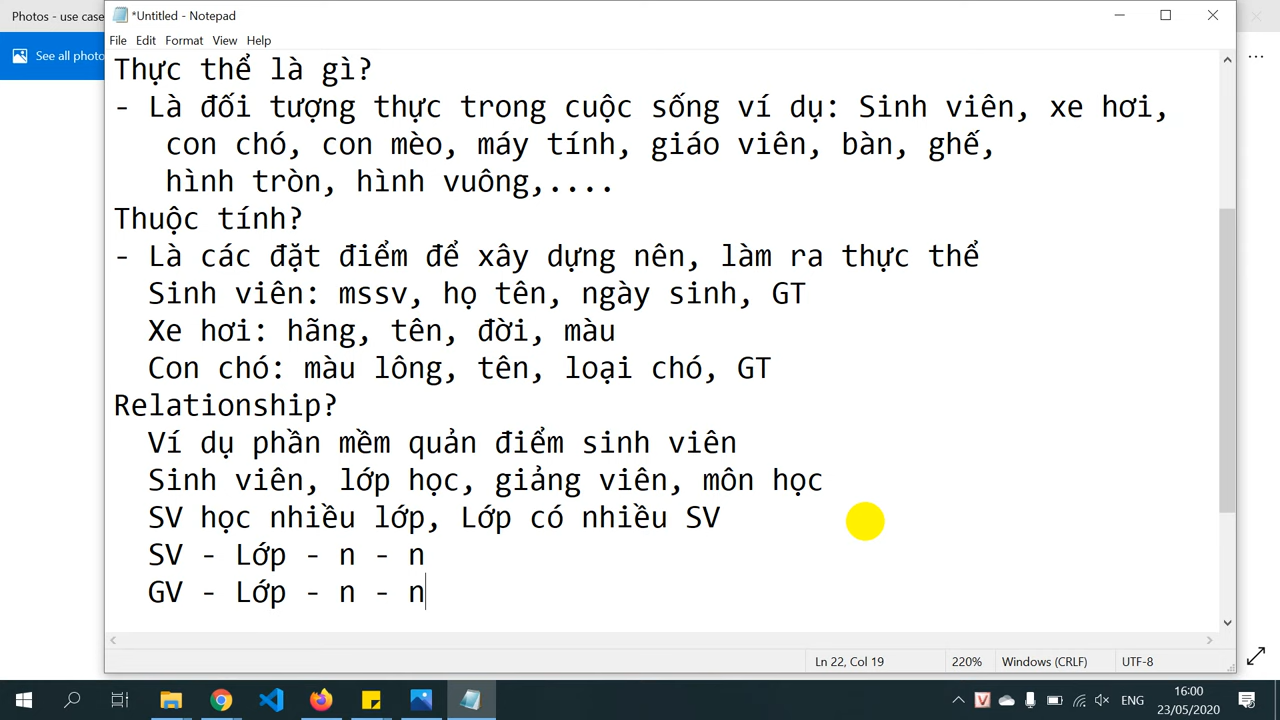 Photos - use case
*Untitled - Notepad
File Edit Format View Help
See all photo
Thực thể là gì?
- Là đối tượng thực trong cuộc sống ví dụ: Sinh viên, xe hơi,
con chó, con mèo, máy tính, giáo viên, bàn, ghế,
hình tròn, hình vuông,....
Thuộc tính?
- Là các đặt điểm để xây dựng nên, làm ra thực thể
Sinh viên: mssv, họ tên, ngày sinh, GT
Xe hơi: hãng, tên, đời, màu
Con chó: màu lông, tên, loại chó, GT
Relationship?
Ví dụ phần mềm quản điểm sinh viên
Sinh viên, lớp học, giảng viên, môn học
SV học nhiều lớp, Lớp có nhiều SV
SV - Lớp - n - n
GV - Lớp - n - n
Ln 22, Col 19 220% Windows (CRLF) UTF-8
ENG
16:00
23/05/2020